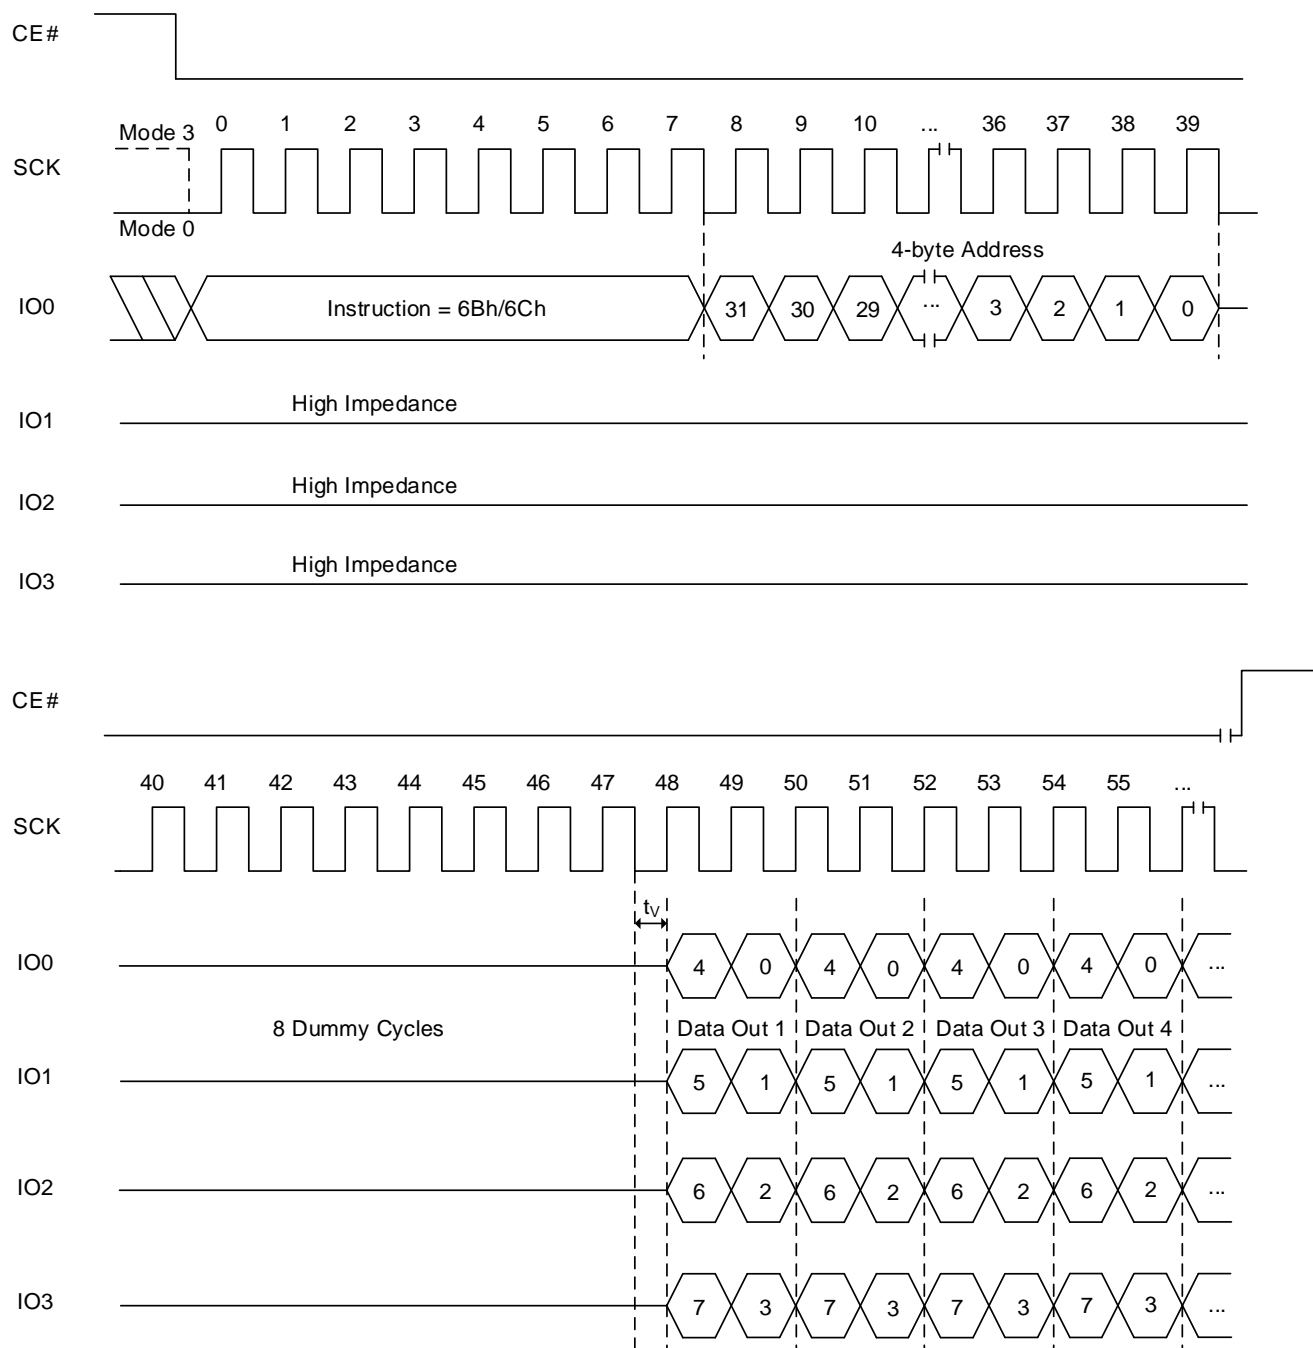 CE#
Mode 3 0 1 2 3 4 5 6 7 8 9 10 ... 36 37 38 39
SCK
Mode 0
4-byte Address
IO0 Instruction = 6Bh/6Ch 31 30 29 ... 3 2 1 0
High Impedance
IO1
High Impedance
IO2
High Impedance
IO3
CE#
40 41 42 43 44 45 46 47 48 49 50 51 52 53 54 55 ...
SCK
tV
IO0 4 0 4 0 4 0 4 0 ...
8 Dummy Cycles Data Out 1 Data Out 2 Data Out 3 Data Out 4
IO1 5 1 5 1 5 1 5 1 ...
IO2 6 2 6 2 6 2 6 2 ...
IO3 7 3 7 3 7 3 7 3 ...